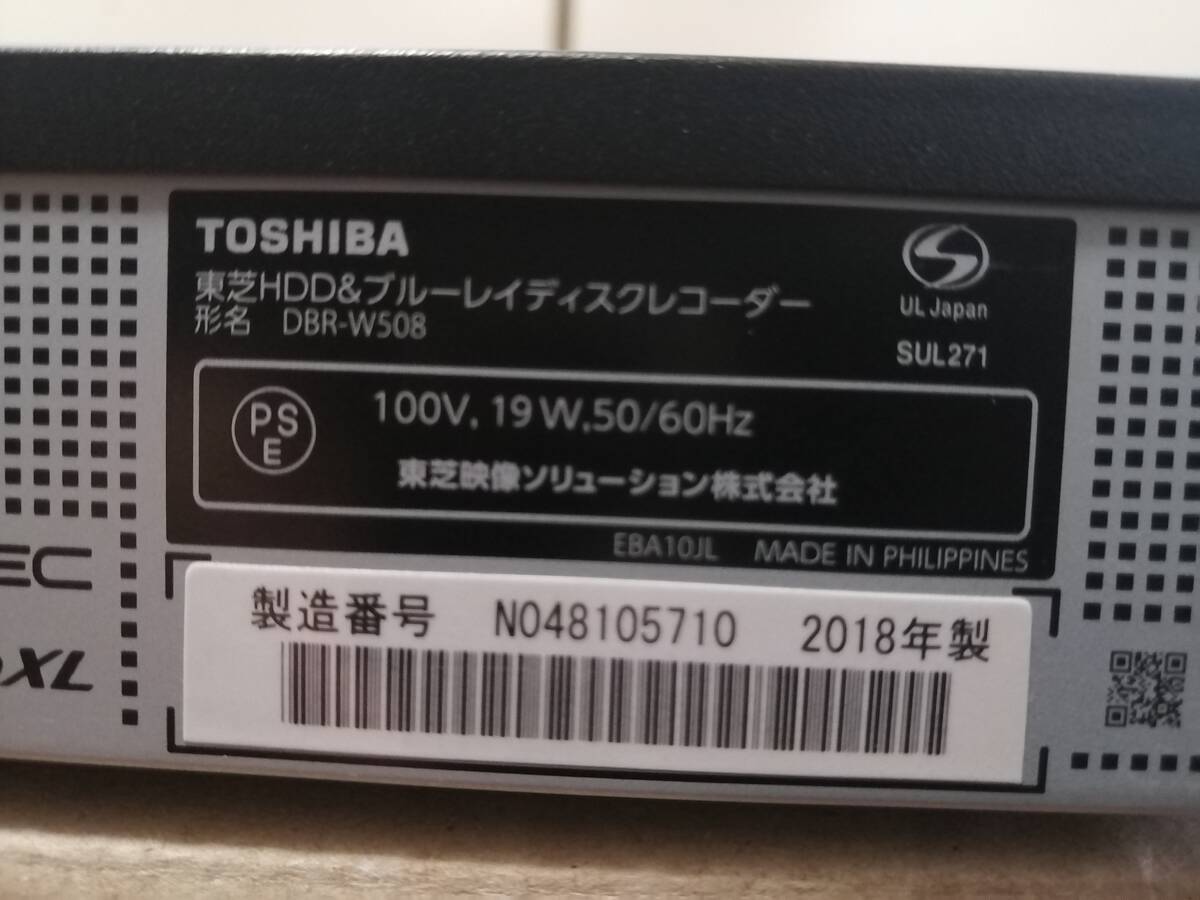 TOSHIBA
東芝HDD&ブルーレイディスクレコーダー
形名 DBR-W508
UL Japan
SUL271
PS
E
100V, 19W, 50/60Hz
東芝映像ソリューション株式会社
EBA10JL MADE IN PHILIPPINES
製造番号 N048105710 2018年製
EC
XL